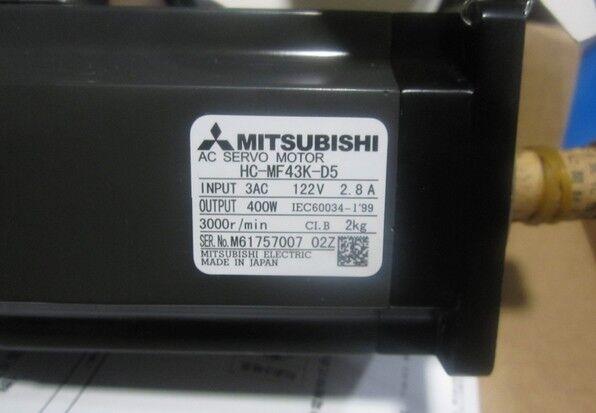 MITSUBISHI
AC SERVO MOTOR
HC-MF43K-D5
INPUT 3AC 122V 2.8A
OUTPUT 400W IEC60034-1'99
3000r/min CI.B 2kg
SER.No.M61757007 02Z
MITSUBISHI ELECTRIC
MADE IN JAPAN